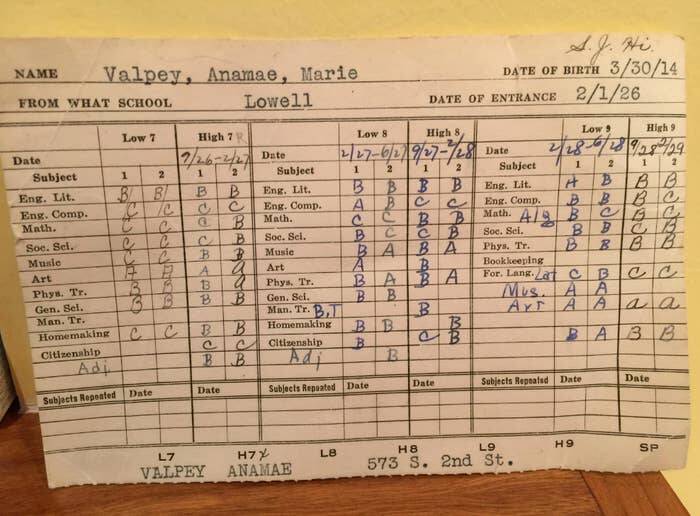 S.J. Hi.
NAME Valpey, Anamae, Marie DATE OF BIRTH 3/30/14
FROM WHAT SCHOOL Lowell DATE OF ENTRANCE 2/1/26
Low 7 High 7 Low 8 High 8 Low 9 High 9
Date 9/26-2/27 Date 2/27-6/27 9/27-2/28 Date 2/28-6/28 9/28 2/29
Subject 1 2 1 2 Subject 1 2 1 2 Subject 1 2 1 2
Eng. Lit. B B B B Eng. Lit. B B B B Eng. Lit. A B B B
Eng. Comp. C C C C Eng. Comp. A B C C Eng. Comp. B B B C
Math. C C C B Math. C C B B Math. Alg B C B C
Soc. Sci. C C C B Soc. Sci. B C C B Soc. Sci. B B C B
Music C C B B Music B A B A Phys. Tr. B B B B
Art A a Art A B Bookkeeping
Phys. Tr. B B B a Phys. Tr. B A B A For. Lang. Lat C B C C
Gen. Sci. B B B B Gen. Sci. B B Mus. A A
Man. Tr. Man. Tr. B,T B Art A A a a
Homemaking C C B B Homemaking B B B
Citizenship C C Citizenship B C B B A B B
Adj B B Adj B
Subjects Repeated Date Date Subjects Repeated Date Date Subjects Repeated Date Date
L7 H7 L8 H8 L9 H9 SP
VALPEY ANAMAE 573 S. 2nd St.